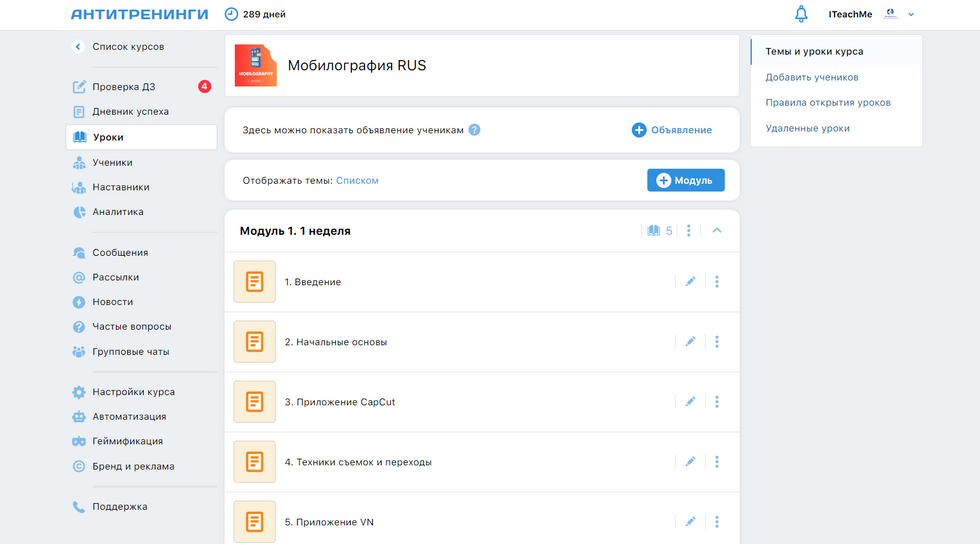 АНТИТРЕНИНГИ
289 дней
ITeachMe
Список курсов
Проверка ДЗ
4
Дневник успеха
Уроки
Ученики
Наставники
Аналитика
Сообщения
Рассылки
Новости
Частые вопросы
Групповые чаты
Настройки курса
Автоматизация
Геймификация
Бренд и реклама
Поддержка
MOBILOGRAPHY
Мобилография RUS
Здесь можно показать объявление ученикам ?
Объявление
Отображать темы: Списком
Модуль
Модуль 1. 1 неделя
5
1. Введение
2. Начальные основы
3. Приложение CapCut
4. Техники съемок и переходы
5. Приложение VN
Темы и уроки курса
Добавить учеников
Правила открытия уроков
Удаленные уроки